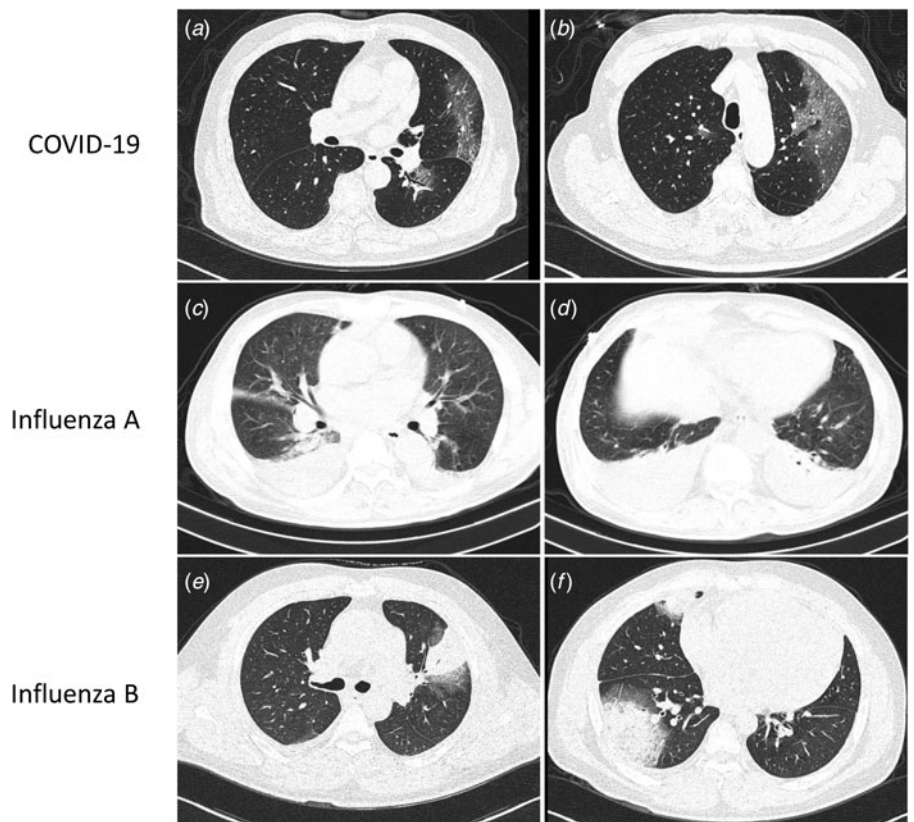 (a)
(b)
COVID-19
(c)
(d)
Influenza A
(e)
(f)
Influenza B